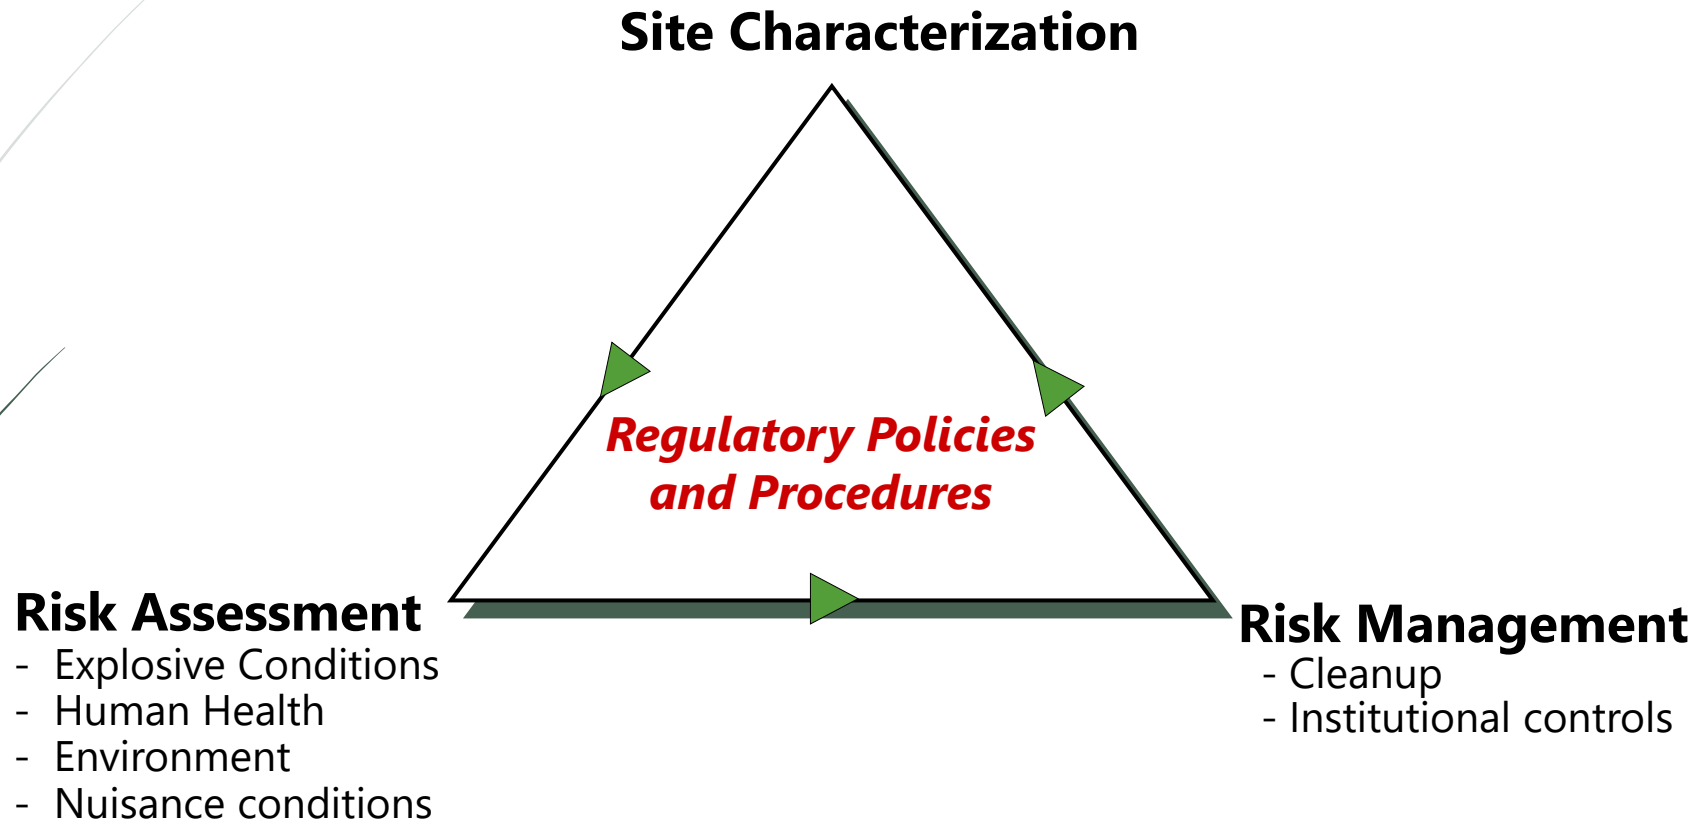 Site Characterization
Regulatory Policies
and Procedures
Risk Assessment
- Explosive Conditions
- Human Health
- Environment
- Nuisance conditions
Risk Management
- Cleanup
- Institutional controls